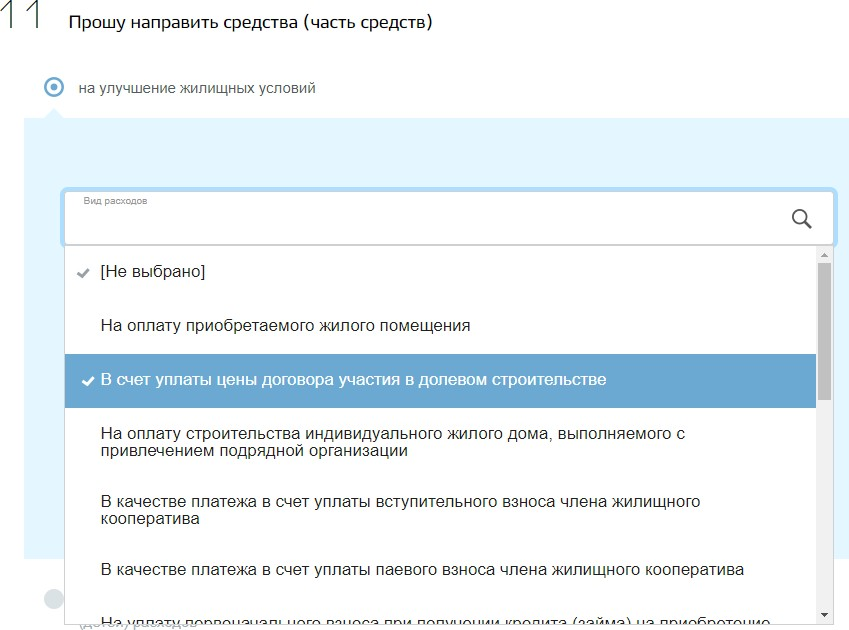 11 Прошу направить средства (часть средств)
на улучшение жилищных условий
Вид расходов
[Не выбрано]
На оплату приобретаемого жилого помещения
В счет уплаты цены договора участия в долевом строительстве
На оплату строительства индивидуального жилого дома, выполняемого с
привлечением подрядной организации
В качестве платежа в счет уплаты вступительного взноса члена жилищного
кооператива
В качестве платежа в счет уплаты паевого взноса члена жилищного кооператива
На уплату первоначального взноса при получении кредита (займа) на приобретение
(детей) расходов